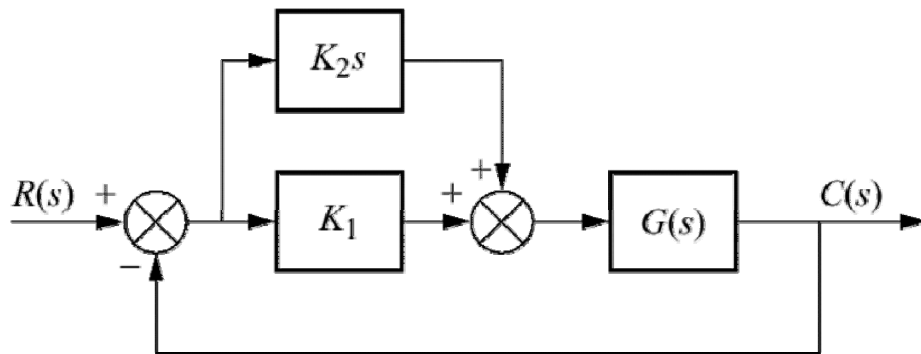 K₂s
+
R(s) + + C(s)
K₁ G(s)
−